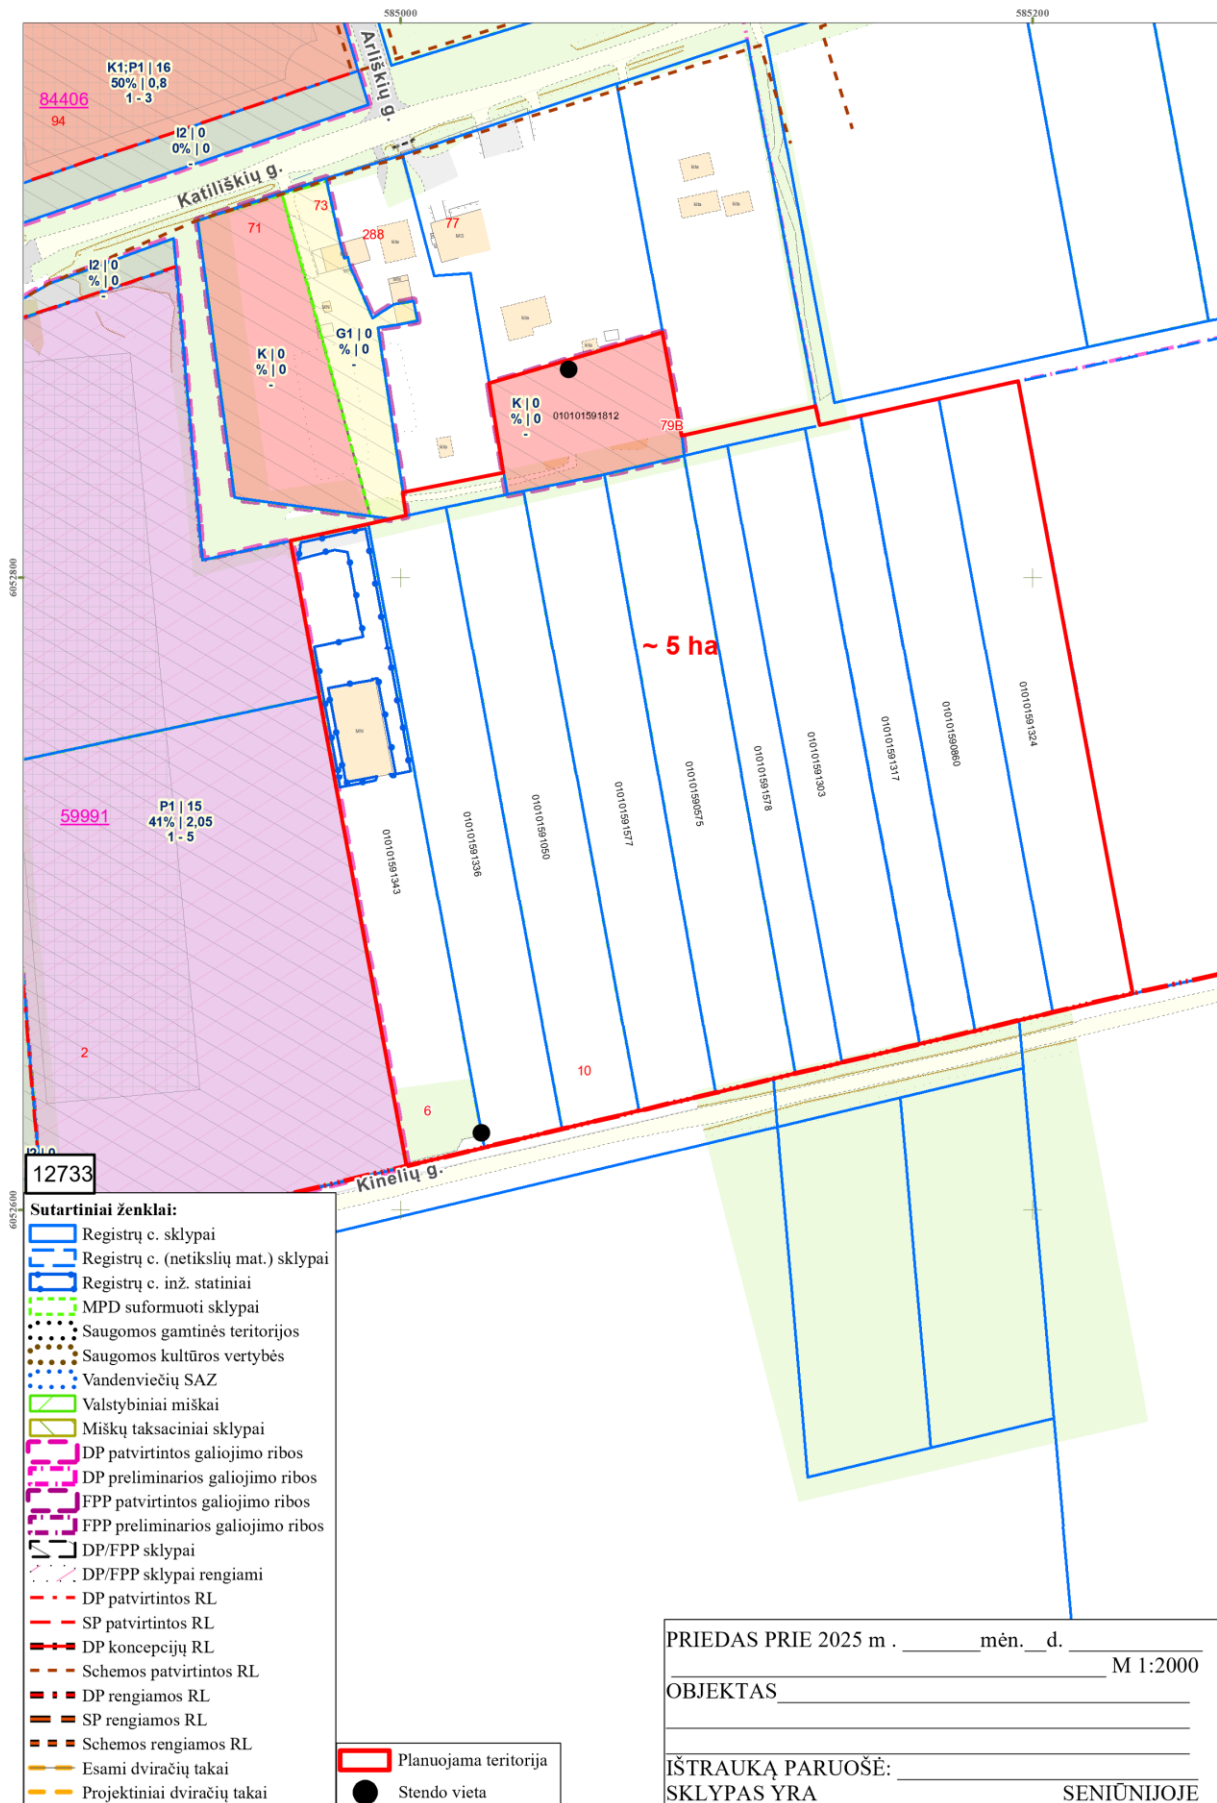 585000
585200
K1;P1 | 16
50% | 0,8
1 - 3
84406
94
Arliškių g.
I2 | 0
0% | 0
-
Katiliškių g.
73
71
288
77
I2 | 0
% | 0
-
G1 | 0
% | 0
-
K | 0
% | 0
-
K | 0
% | 0
-
010101591812
79B
6052800
~ 5 ha
010101591343
010101591336
010101591050
010101591577
010101590575
010101591578
010101591303
010101591317
010101590860
010101591324
59991
P1 | 15
41% | 2,05
1 - 5
2
10
6
Kinelių g.
I2 | 0
12733
6052600
Sutartiniai ženklai:
Registrų c. sklypai
Registrų c. (netikslių mat.) sklypai
Registrų c. inž. statiniai
MPD suformuoti sklypai
Saugomos gamtinės teritorijos
Saugomos kultūros vertybės
Vandenviečių SAZ
Valstybiniai miškai
Miškų taksaciniai sklypai
DP patvirtintos galiojimo ribos
DP preliminarios galiojimo ribos
FPP patvirtintos galiojimo ribos
FPP preliminarios galiojimo ribos
DP/FPP sklypai
DP/FPP sklypai rengiami
DP patvirtintos RL
SP patvirtintos RL
DP koncepcijų RL
Schemos patvirtintos RL
DP rengiamos RL
SP rengiamos RL
Schemos rengiamos RL
Esami dviračių takai
Projektiniai dviračių takai
Planuojama teritorija
Stendo vieta
PRIEDAS PRIE 2025 m . ________mėn.__d. ______________
M 1:2000
OBJEKTAS
IŠTRAUKĄ PARUOŠĖ:
SKLYPAS YRA SENIŪNIJOJE